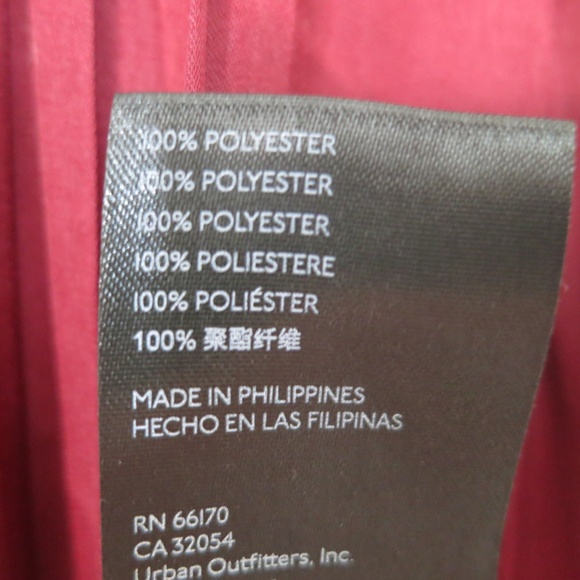 100% POLYESTER
100% POLYESTER
100% POLYESTER
100% POLIESTERE
100% POLIÉSTER
100% 聚酯纤维
MADE IN PHILIPPINES
HECHO EN LAS FILIPINAS
RN 66170
CA 32054
Urban Outfitters, Inc.